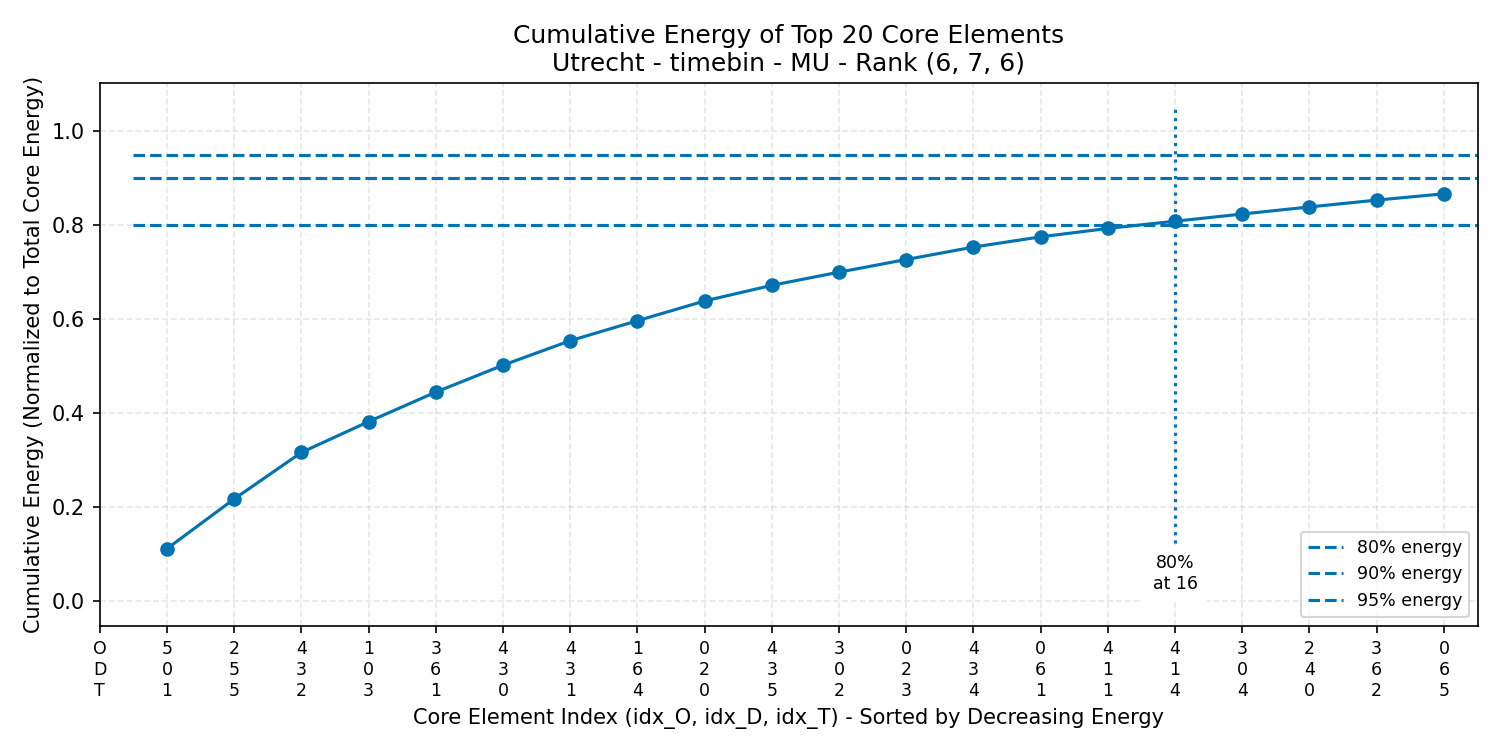 Cumulative Energy of Top 20 Core Elements
Utrecht - timebin - MU - Rank (6, 7, 6)
Cumulative Energy (Normalized to Total Core Energy)
1.0
0.8
0.6
0.4
0.2
0.0
80%
at 16
80% energy
90% energy
95% energy
O 5 2 4 1 3 4 4 1 0 4 3 0 4 0 4 4 3 2 3 0
D 0 5 3 0 6 3 3 6 2 3 0 2 3 6 1 1 0 4 6 6
T 1 5 2 3 1 0 1 4 0 5 2 3 4 1 1 4 4 0 2 5
Core Element Index (idx_O, idx_D, idx_T) - Sorted by Decreasing Energy